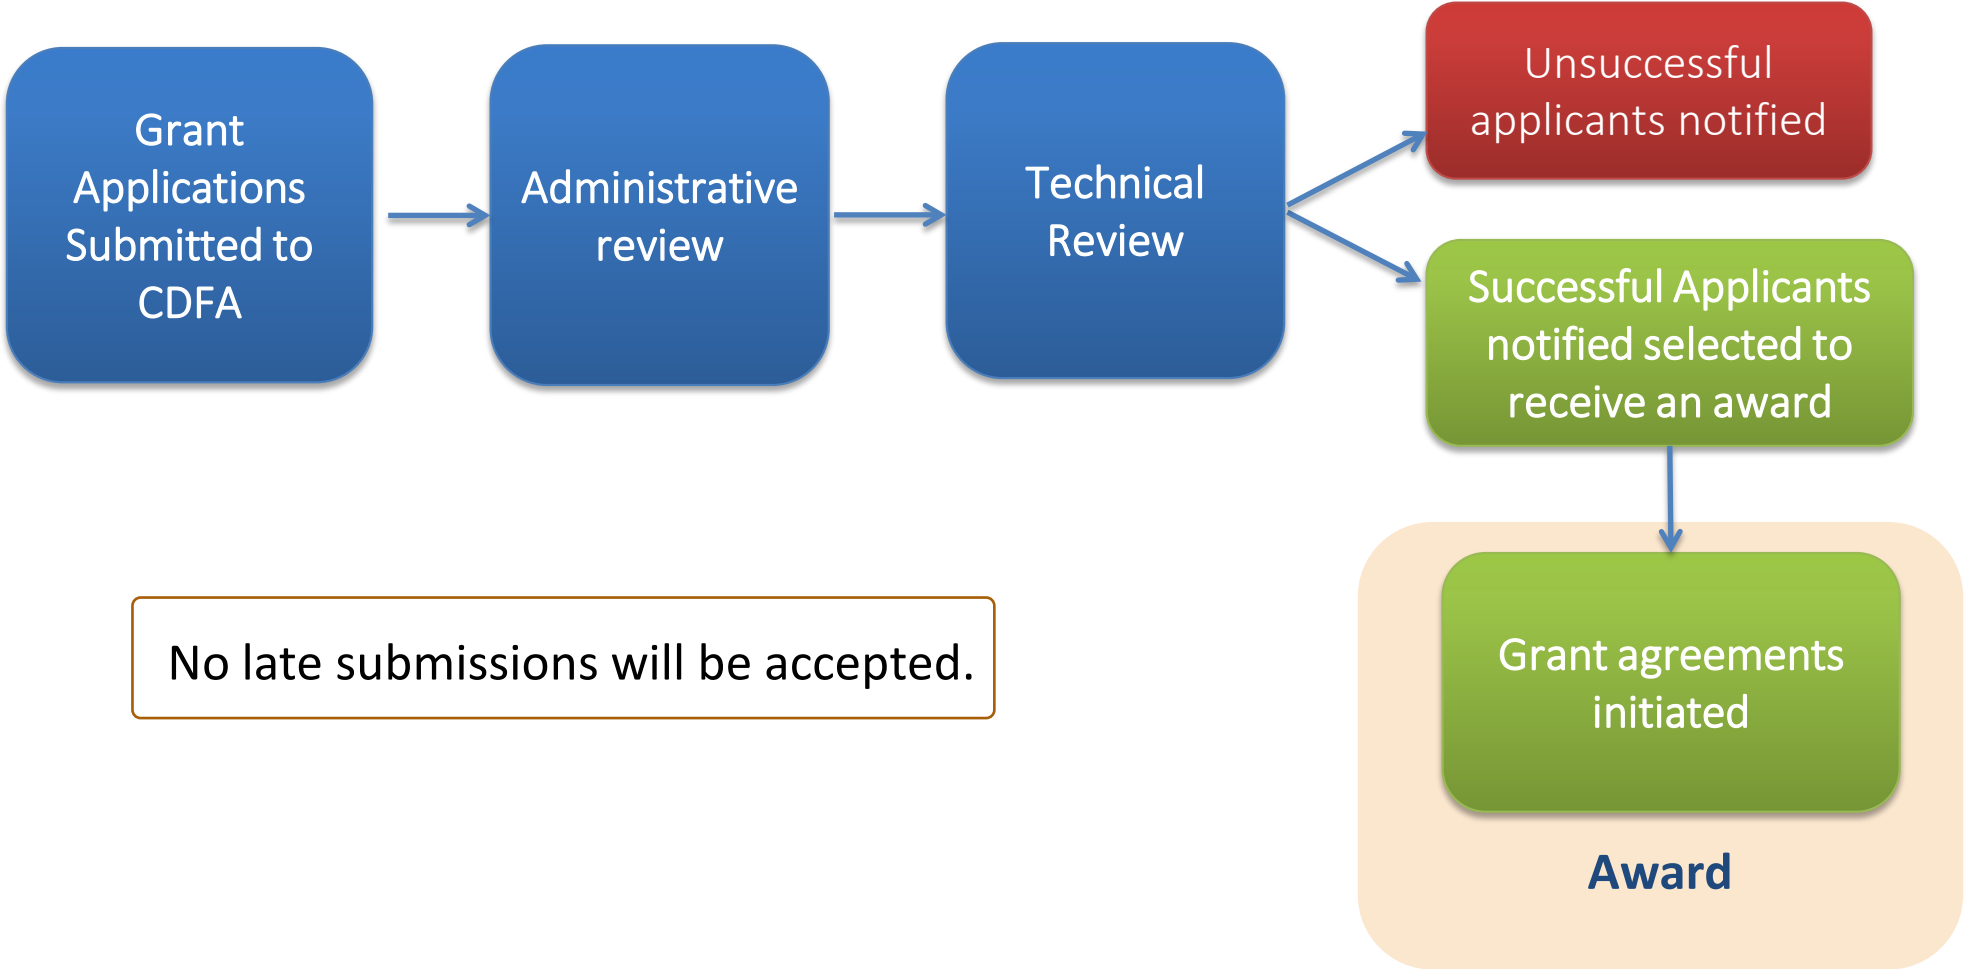 Grant
Applications
Submitted to
CDFA
Administrative
review
Technical
Review
Unsuccessful
applicants notified
Successful Applicants
notified selected to
receive an award
Grant agreements
initiated
Award
No late submissions will be accepted.